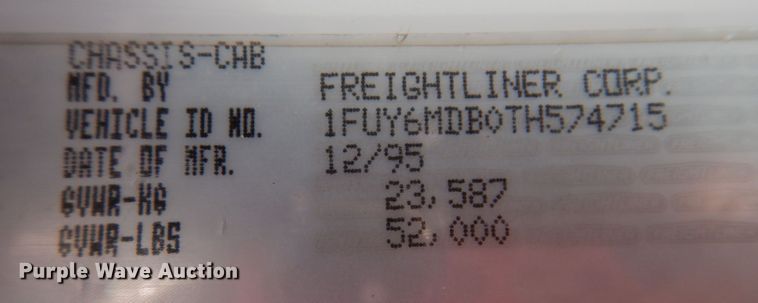 CHASSIS-CAB
MFD. BY FREIGHTLINER CORP.
VEHICLE ID NO. 1FUY6MDB0TH574715
DATE OF MFR. 12/95
GVWR-KG 23,587
GVWR-LBS 52,000
Purple Wave Auction